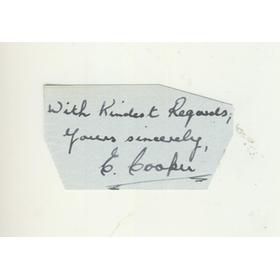 With Kindest Regards,
Yours sincerely,
E. Cooper